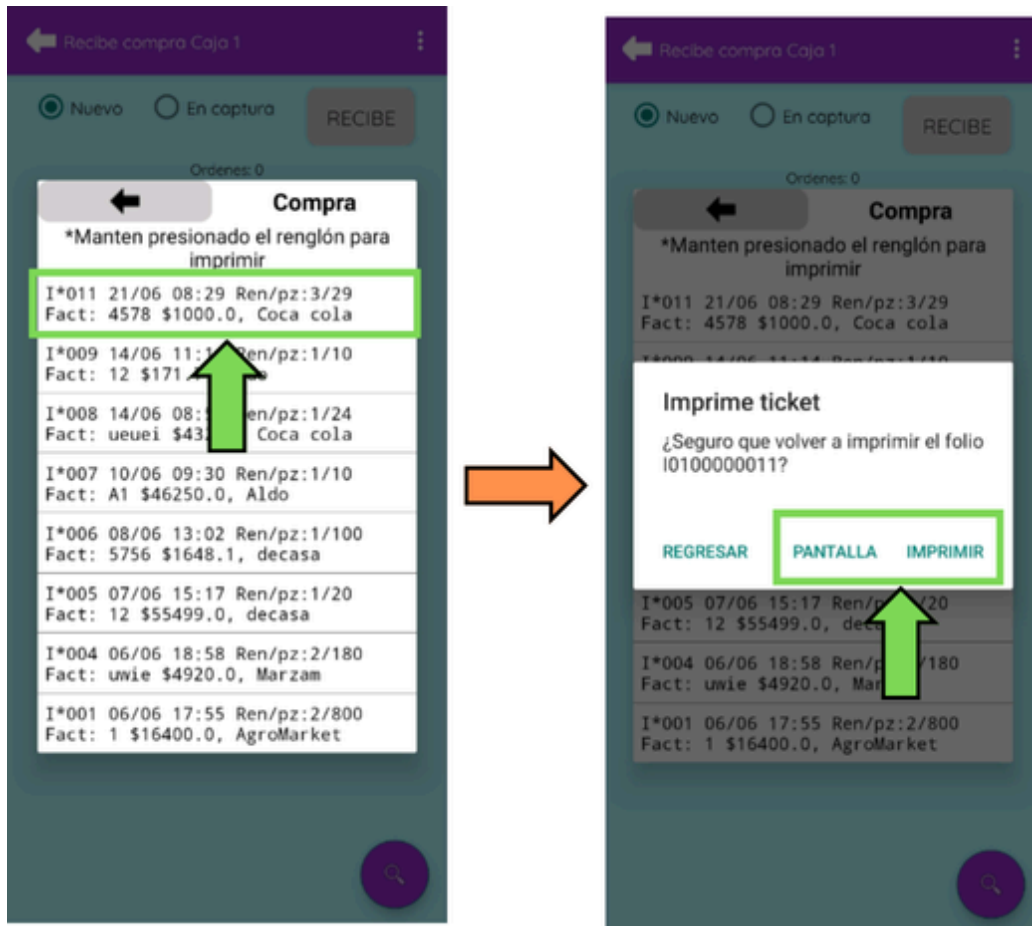 Recibe compra Caja 1
Nuevo
En captura
RECIBE
Ordenes: 0
Compra
*Manten presionado el renglón para
imprimir
I*011 21/06 08:29 Ren/pz:3/29
Fact: 4578 $1000.0, Coca cola
I*009 14/06 11:1 Ren/pz:1/10
Fact: 12 $171.
I*008 14/06 08: en/pz:1/24
Fact: ueuei $43 Coca cola
I*007 10/06 09:30 Ren/pz:1/10
Fact: A1 $46250.0, Aldo
I*006 08/06 13:02 Ren/pz:1/100
Fact: 5756 $1648.1, decasa
I*005 07/06 15:17 Ren/pz:1/20
Fact: 12 $55499.0, decasa
I*004 06/06 18:58 Ren/pz:2/180
Fact: uwie $4920.0, Marzam
I*001 06/06 17:55 Ren/pz:2/800
Fact: 1 $16400.0, AgroMarket
Recibe compra Caja 1
Nuevo
En captura
RECIBE
Ordenes: 0
Compra
*Manten presionado el renglón para
imprimir
I*011 21/06 08:29 Ren/pz:3/29
Fact: 4578 $1000.0, Coca cola
I*009 14/06 11:14 Ren/pz:1/10
Imprime ticket
¿Seguro que volver a imprimir el folio
I0100000011?
REGRESAR
PANTALLA
IMPRIMIR
I*005 07/06 15:17 Ren/p /20
Fact: 12 $55499.0, dec
I*004 06/06 18:58 Ren/p /180
Fact: uwie $4920.0, Mar
I*001 06/06 17:55 Ren/pz:2/800
Fact: 1 $16400.0, AgroMarket